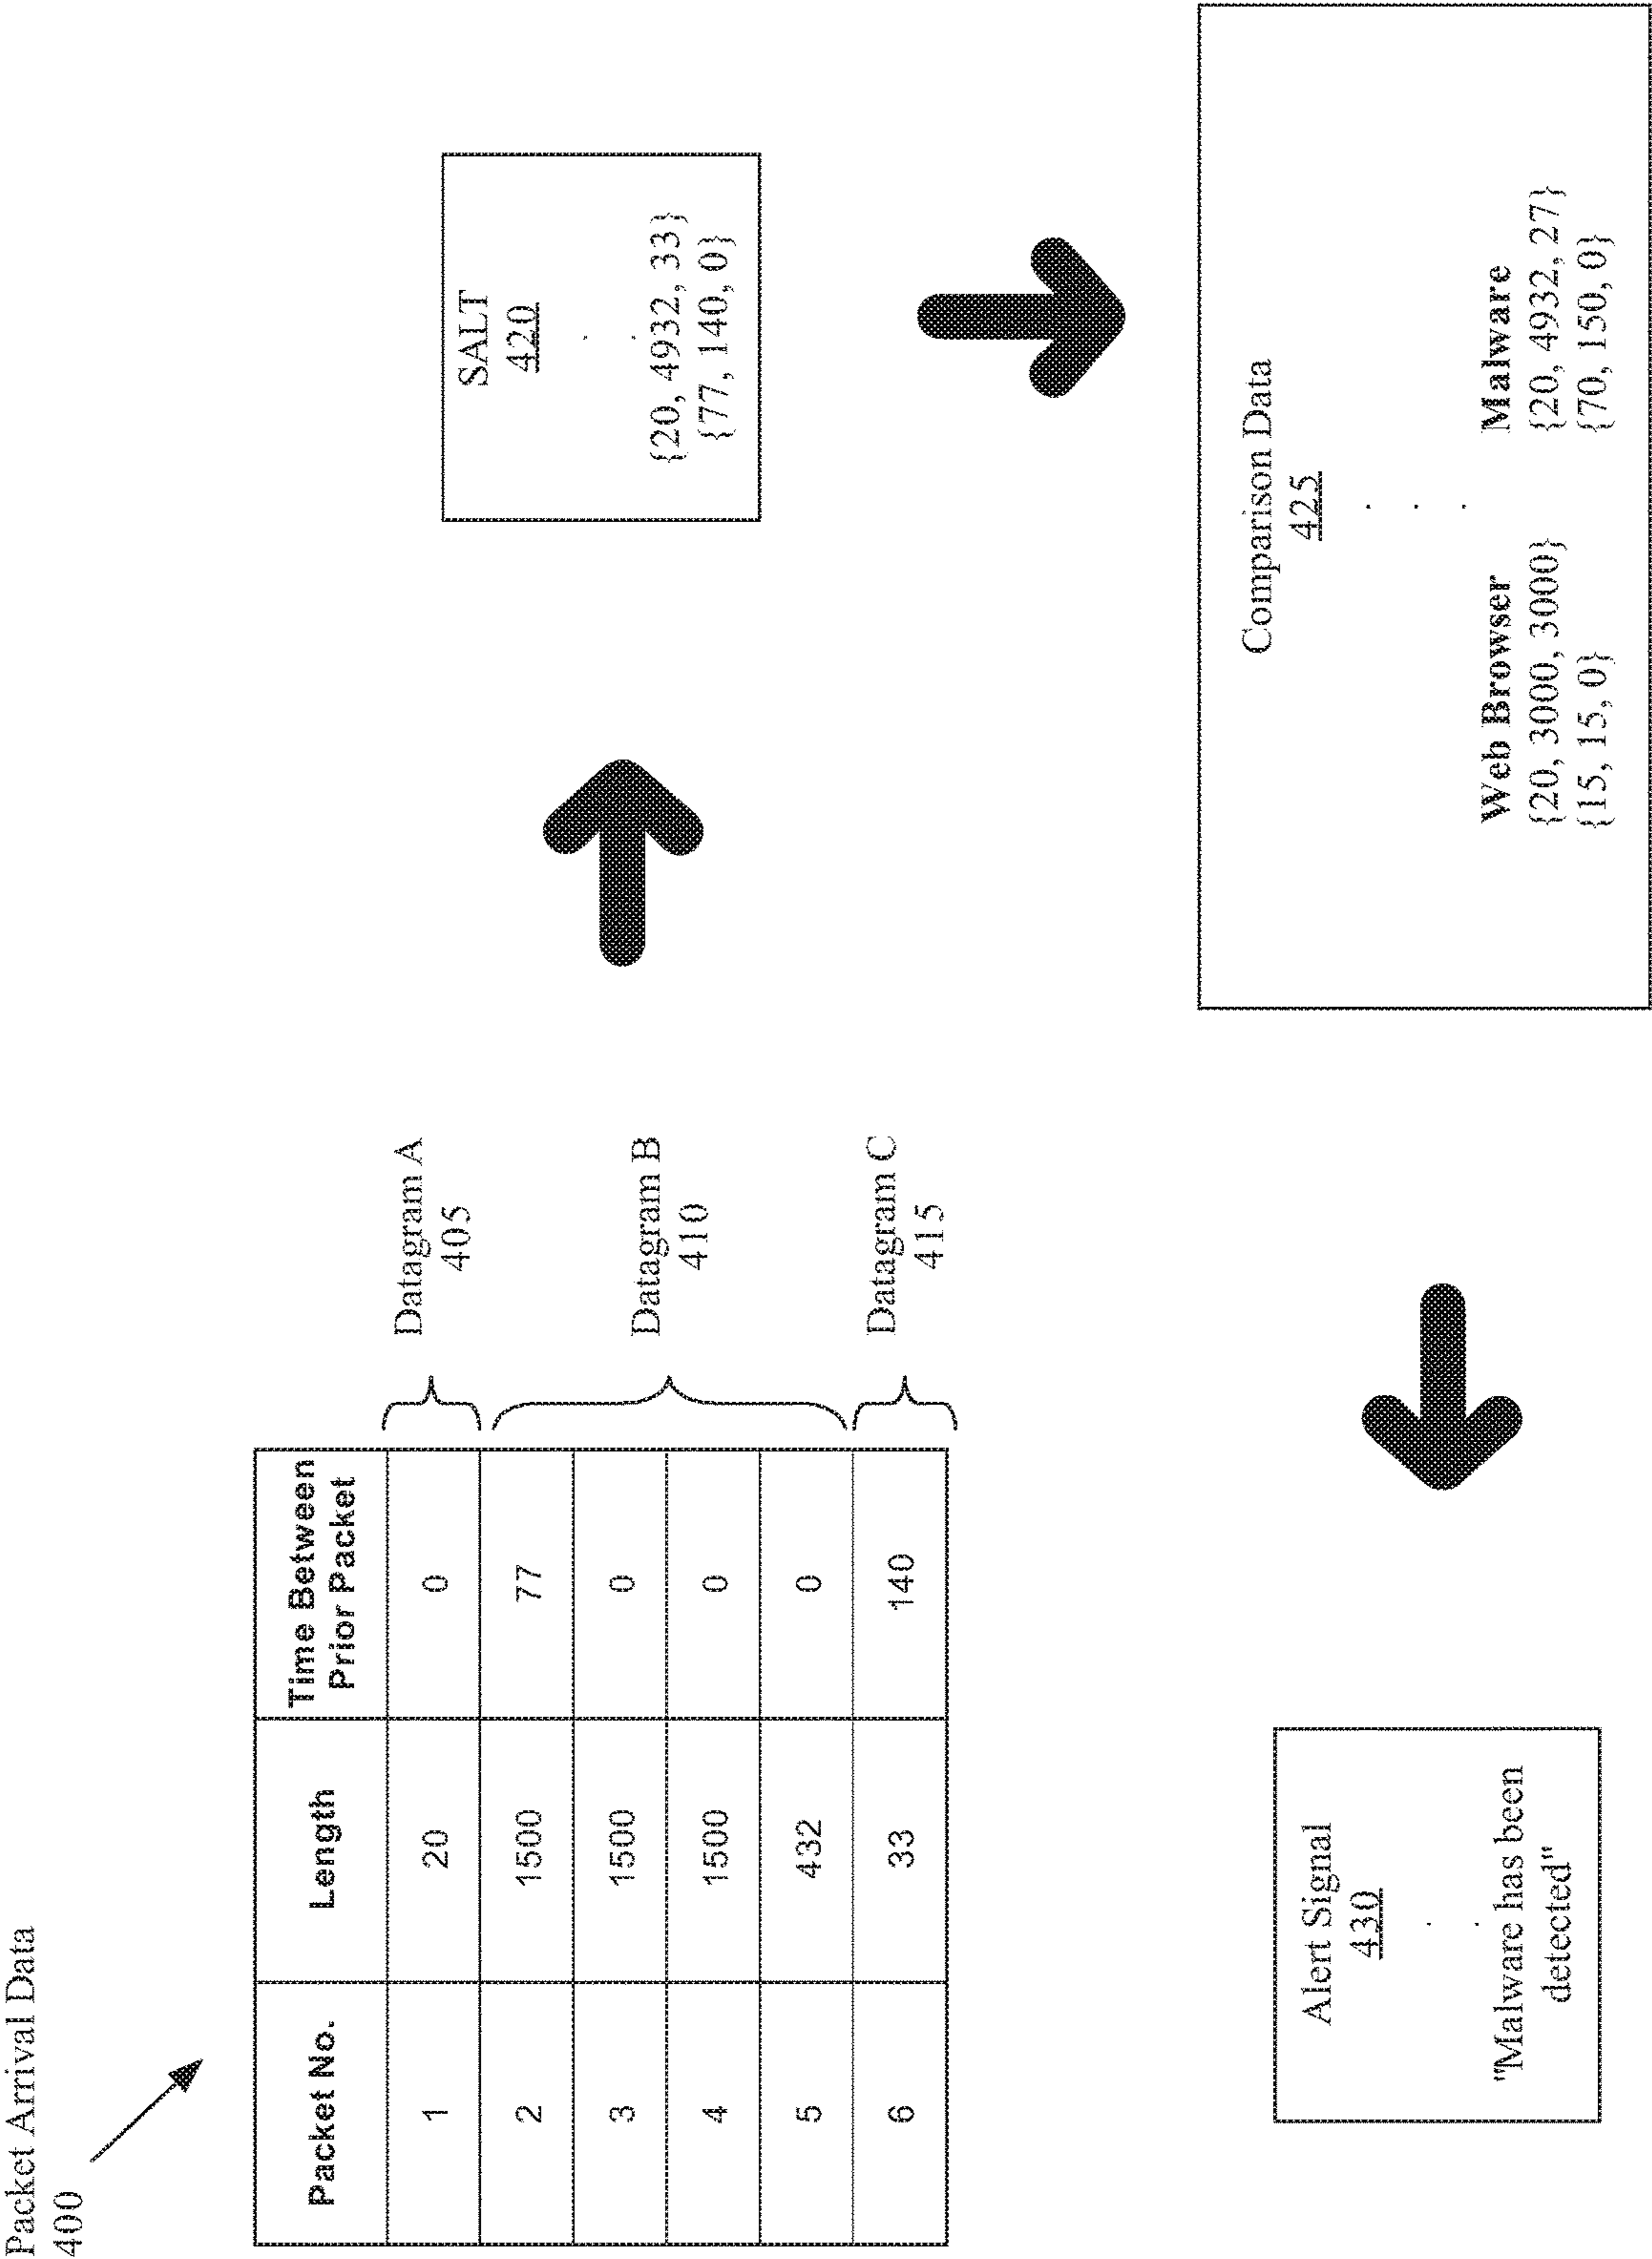 Packet Arrival Data
400
Packet No. Length Time Between
Prior Packet
1 20 0
2 1500 77
3 1500 0
4 1500 0
5 432 0
6 33 140
Datagram A
405
Datagram B
410
Datagram C
415
SALT
420
{20, 4932, 33}
{77, 140, 0}
Comparison Data
425
Web Browser
{20, 3000, 3000}
{15, 15, 0}
Malware
{20, 4932, 27}
{70, 150, 0}
Alert Signal
430
"Malware has been
detected"